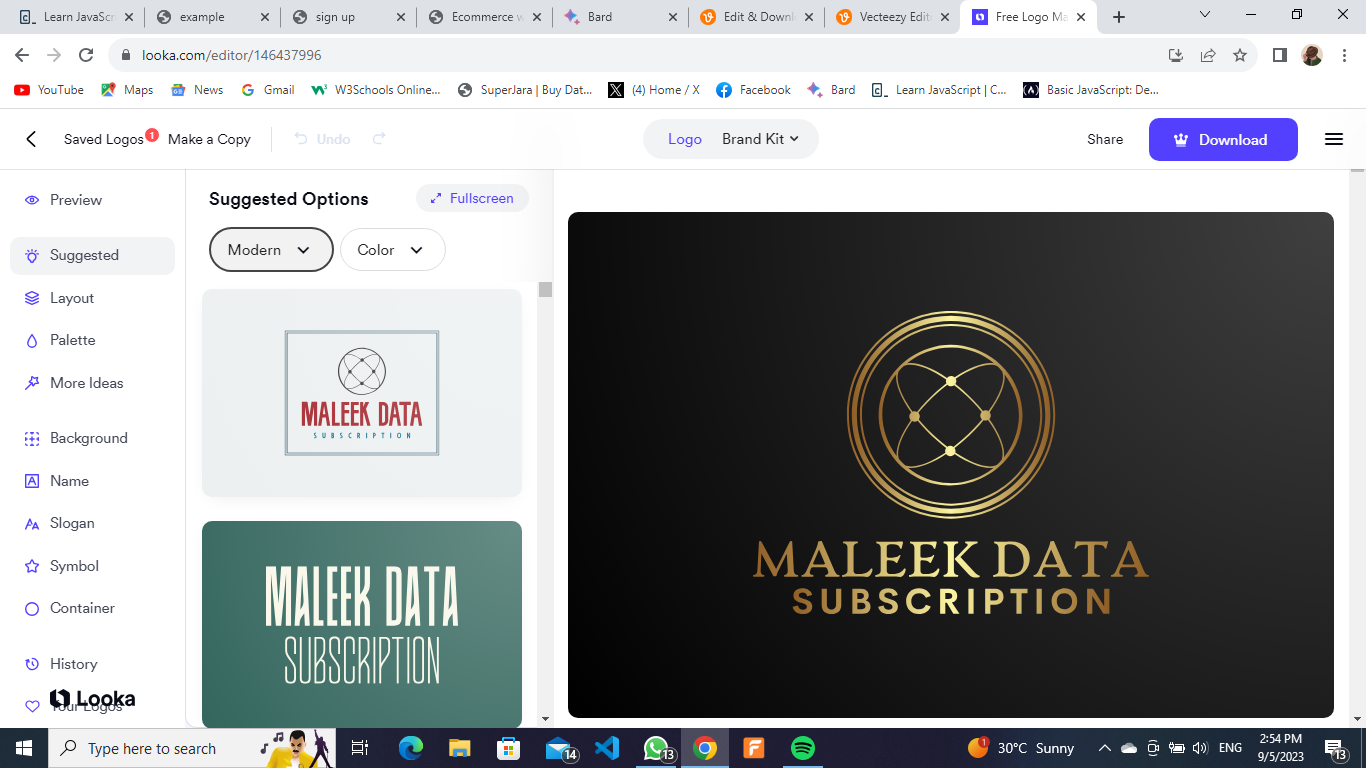 Learn JavaScri
example
sign up
Ecommerce w
Bard
Edit & Downl
Vecteezy Edit
Free Logo Ma
looka.com/editor/146437996
YouTube
Maps
News
Gmail
W3Schools Online...
SuperJara | Buy Dat...
(4) Home / X
Facebook
Bard
Learn JavaScript | C...
Basic JavaScript: De...
Saved Logos 1
Make a Copy
Undo
Logo
Brand Kit
Share
Download
Preview
Suggested
Layout
Palette
More Ideas
Background
Name
Slogan
Symbol
Container
History
Your Logos
Looka
Suggested Options
Fullscreen
Modern
Color
MALEEK DATA
SUBSCRIPTION
MALEEK DATA
SUBSCRIPTION
MALEEK DATA
SUBSCRIPTION
Type here to search
14
13
1
30°C Sunny
ENG
2:54 PM
9/5/2023
13